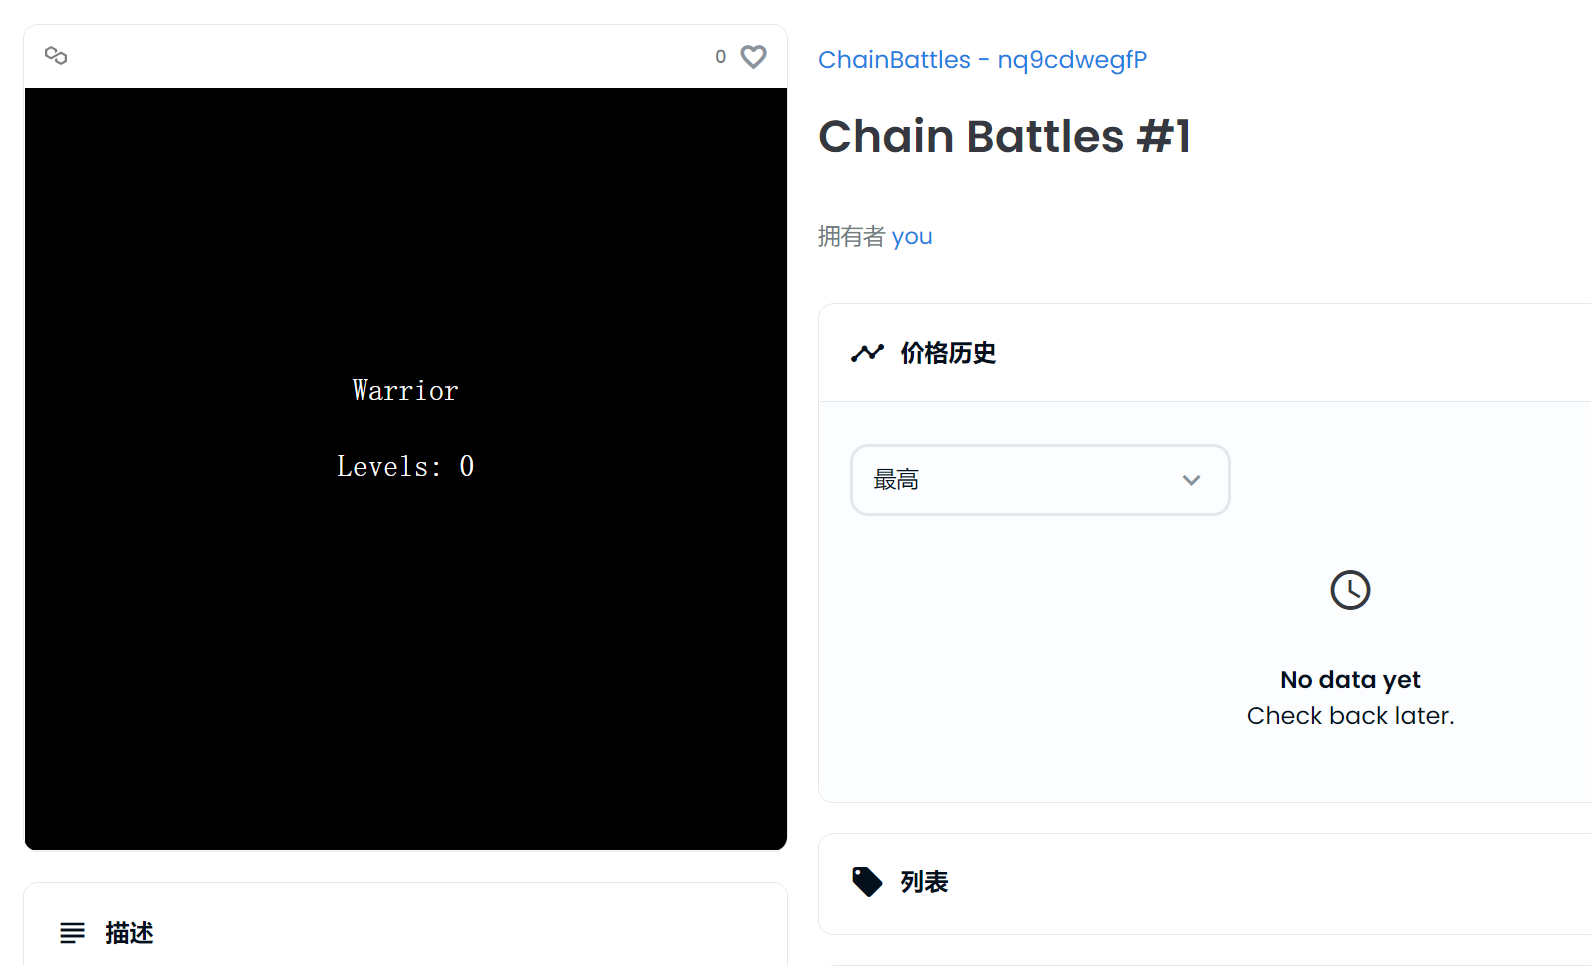 0
Warrior
Levels: 0
描述
ChainBattles - nq9cdwegfP
Chain Battles #1
拥有者 you
价格历史
最高
No data yet
Check back later.
列表